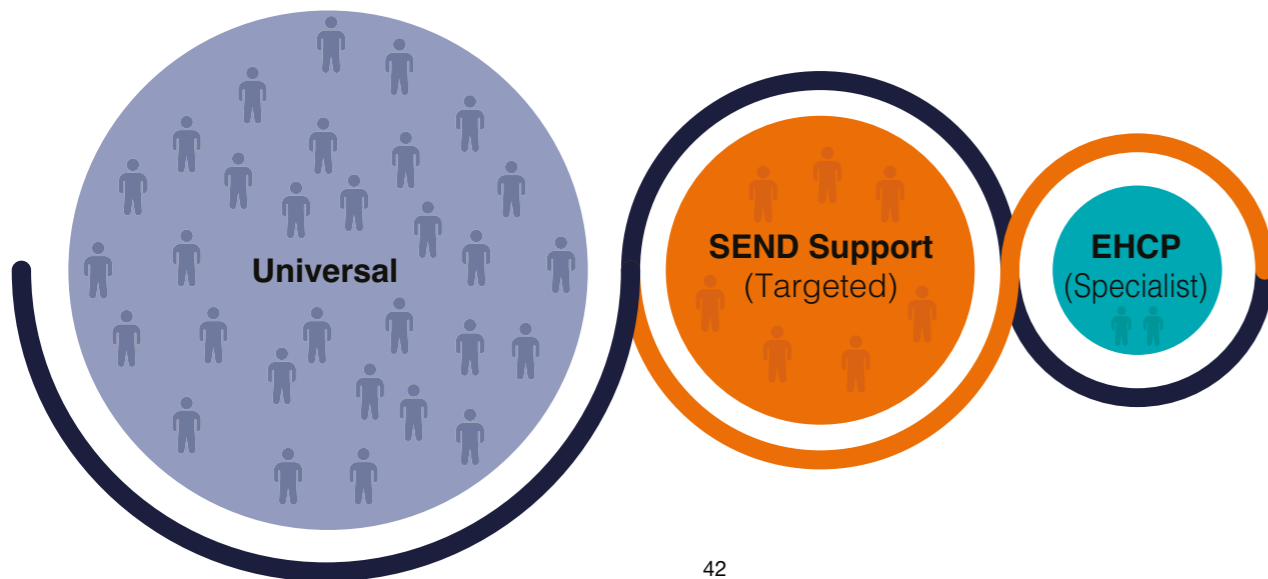 Universal
SEND Support
(Targeted)
EHCP
(Specialist)
42